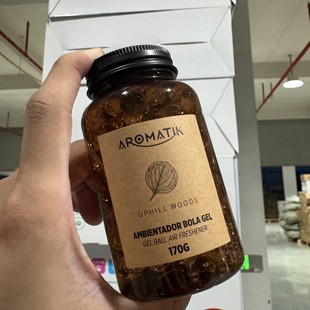 AROMATIK
UPHILL WOODS
AMBIENTADOR BOLA GEL
GEL BALL AIR FRESHENER
170G